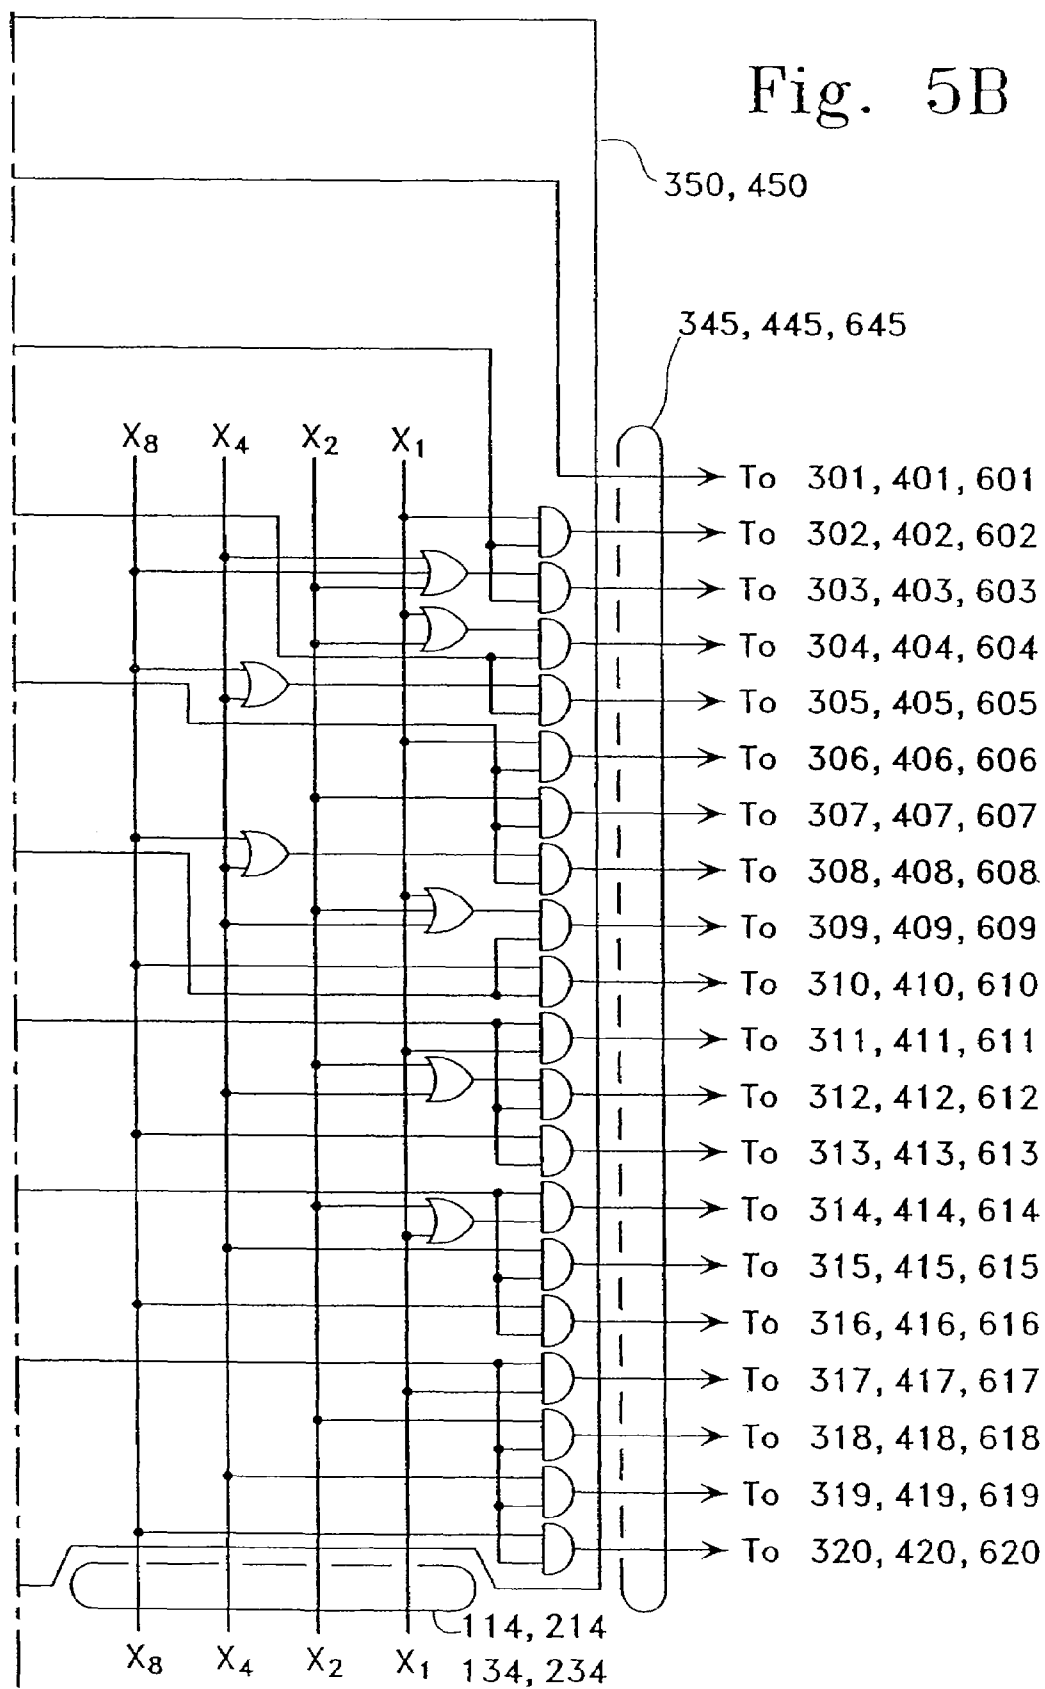 Fig. 5B
350, 450
345, 445, 645
X8 X4 X2 X1
To 301, 401, 601
To 302, 402, 602
To 303, 403, 603
To 304, 404, 604
To 305, 405, 605
To 306, 406, 606
To 307, 407, 607
To 308, 408, 608
To 309, 409, 609
To 310, 410, 610
To 311, 411, 611
To 312, 412, 612
To 313, 413, 613
To 314, 414, 614
To 315, 415, 615
To 316, 416, 616
To 317, 417, 617
To 318, 418, 618
To 319, 419, 619
To 320, 420, 620
114, 214
X8 X4 X2 X1 134, 234